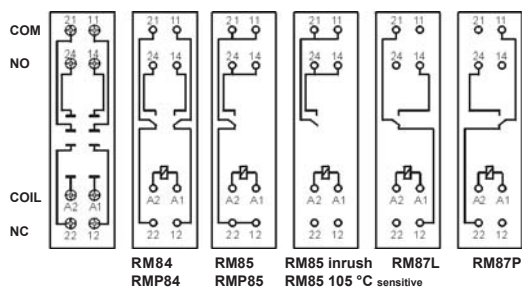 21 11 21 11 21 11 21 11 21 11 21 11
COM
NO
24 14 24 14 24 14 24 14 24 14 24 14
COIL
A2 A1 A2 A1 A2 A1 A2 A1 A2 A1 A2 A1
NC
22 12 22 12 22 12 22 12 22 12 22 12
RM84 RM85 RM85 inrush RM87L RM87P
RMP84 RMP85 RM85 105 °C sensitive